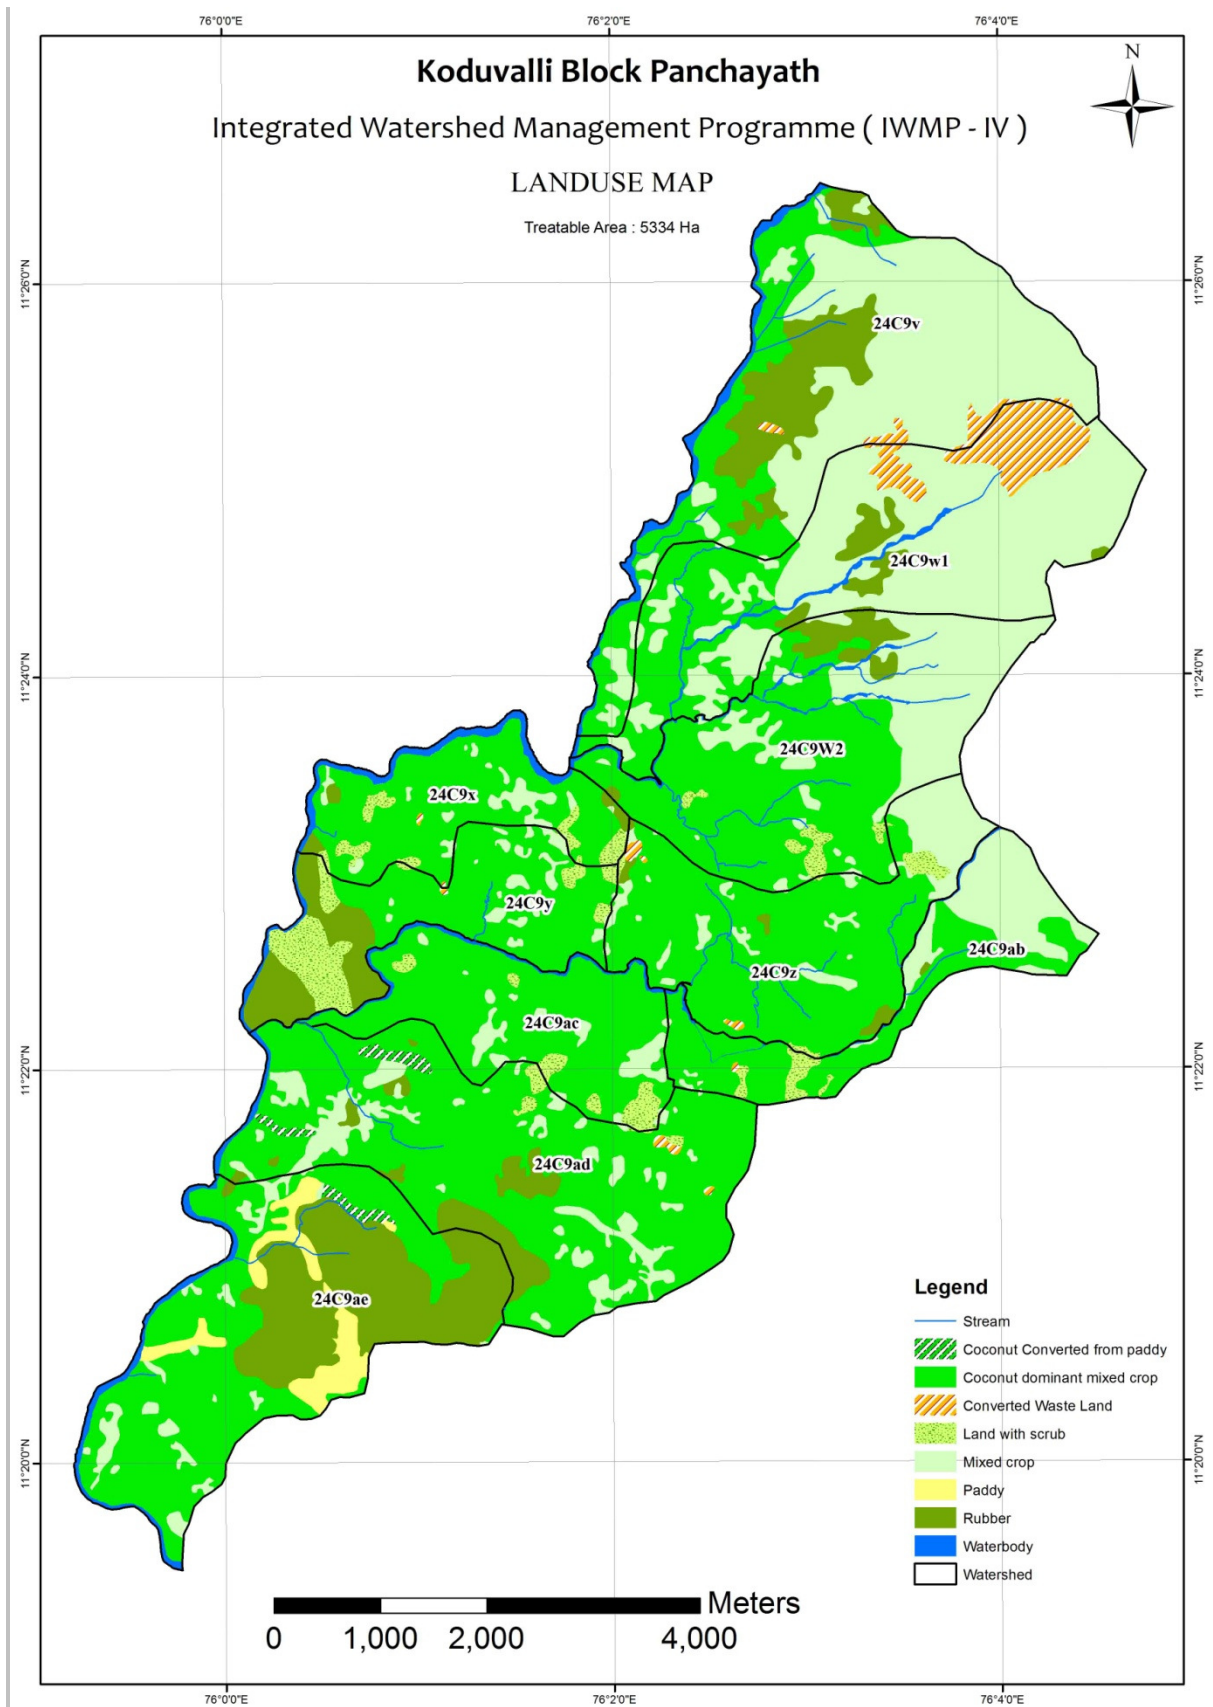 76°0'0"E 76°2'0"E 76°4'0"E
Koduvalli Block Panchayath
N
Integrated Watershed Management Programme ( IWMP - IV )
LANDUSE MAP
Treatable Area : 5334 Ha
11°26'0"N 11°26'0"N
24C9v
24C9w1
11°24'0"N 11°24'0"N
24C9W2
24C9x
24C9y
24C9ab
24C9z
24C9ac
11°22'0"N 11°22'0"N
24C9ad
24C9ae
Legend
Stream
Coconut Converted from paddy
Coconut dominant mixed crop
Converted Waste Land
Land with scrub
Mixed crop
11°20'0"N 11°20'0"N
Paddy
Rubber
Waterbody
Watershed
Meters
0 1,000 2,000 4,000
76°0'0"E 76°2'0"E 76°4'0"E